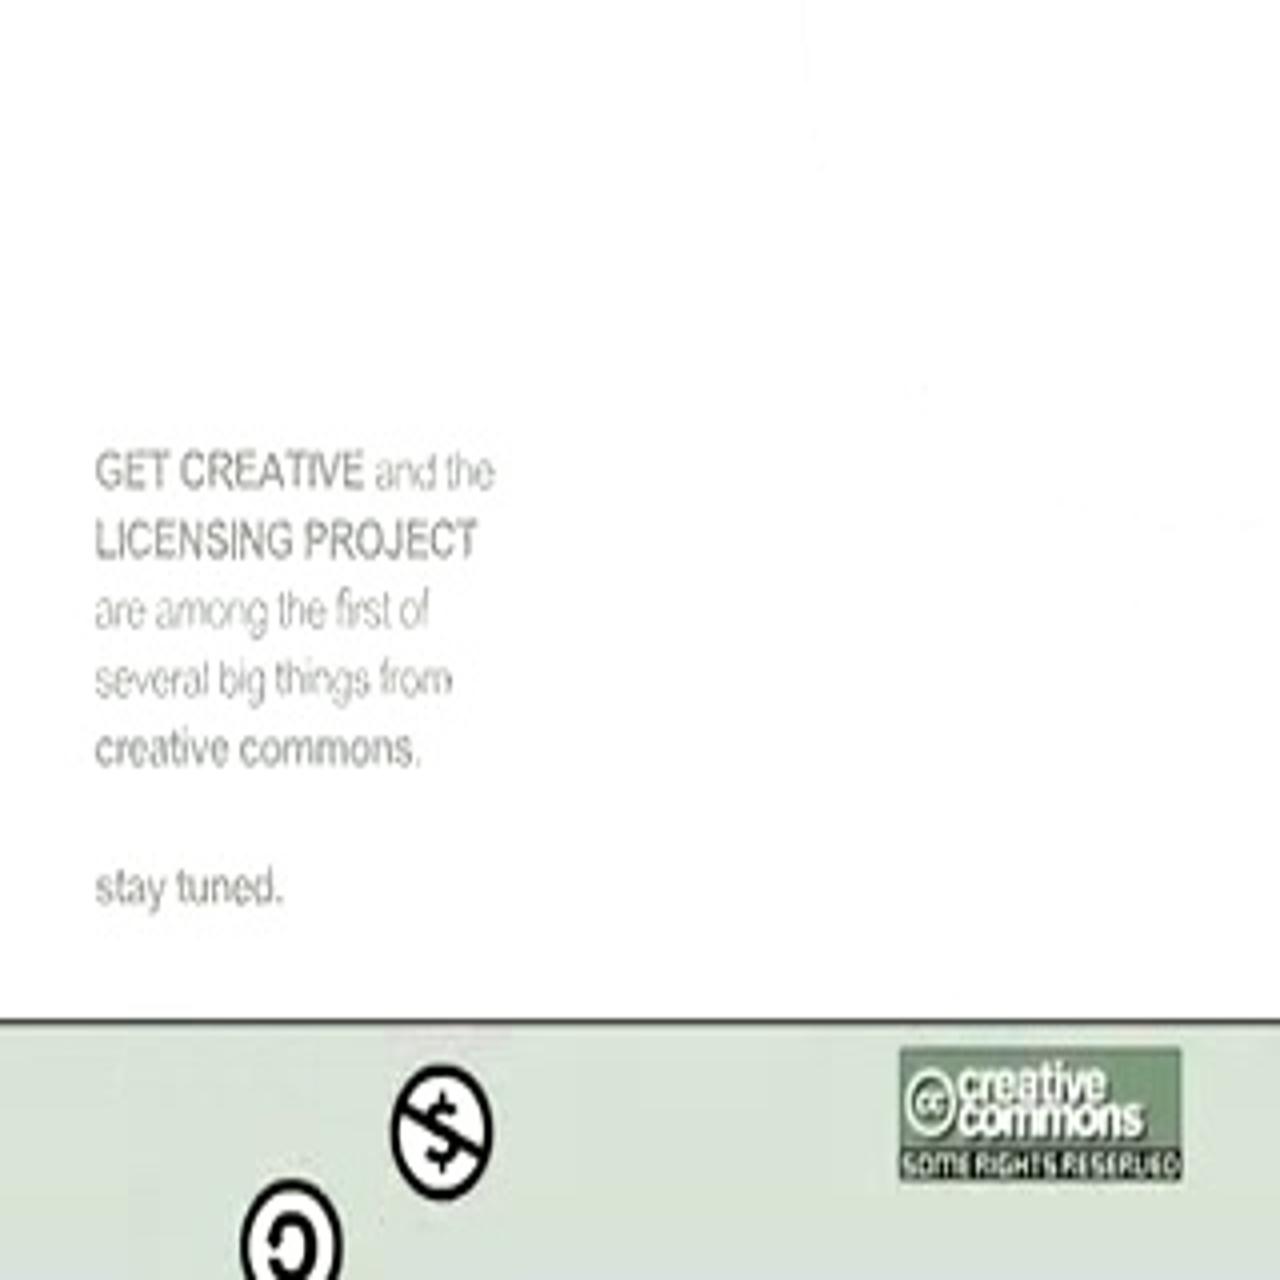 GET CREATIVE and the
LICENSING PROJECT
are among the first of
several big things from
creative commons.
stay tuned.
$
cc creative
commons
SOME RIGHTS RESERVED